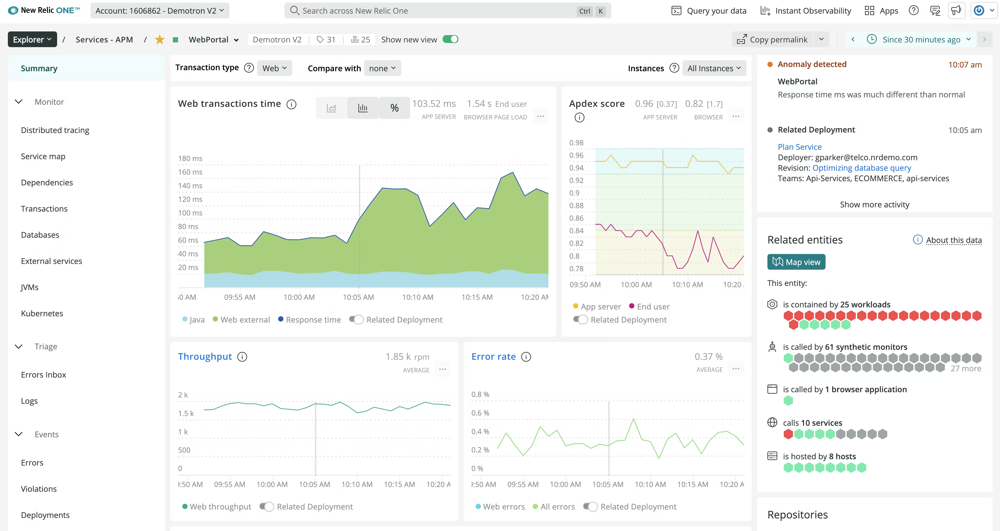 New Relic ONE™
Account: 1606862 - Demotron V2
Search across New Relic One
Ctrl K
Query your data
Instant Observability
Apps
Explorer / Services - APM / WebPortal
Demotron V2 31 25
Show new view
Copy permalink
Since 30 minutes ago
Summary
Monitor
Distributed tracing
Service map
Dependencies
Transactions
Databases
External services
JVMs
Kubernetes
Triage
Errors Inbox
Logs
Events
Errors
Violations
Deployments
Transaction type ? Web
Compare with none
Instances ? All Instances
Web transactions time
%
103.52 ms
APP SERVER
1.54 s End user
BROWSER PAGE LOAD
180 ms
160 ms
140 ms
120 ms
100 ms
80 ms
60 ms
40 ms
20 ms
50 AM 09:55 AM 10:00 AM 10:05 AM 10:10 AM 10:15 AM 10:20 AM
Java Web external Response time Related Deployment
Apdex score
0.96 [0.37]
APP SERVER
0.82 [1.7]
BROWSER
0.98
0.96
0.94
0.92
0.9
0.88
0.86
0.84
0.82
0.8
0.78
09:50 AM 10:00 AM 10:10 AM 10:20
App server End user
Related Deployment
Throughput
1.85 k rpm
AVERAGE
2 k
1.5 k
1 k
500
0
9:50 AM 09:55 AM 10:00 AM 10:05 AM 10:10 AM 10:15 AM 10:20 A
Web throughput Related Deployment
Error rate
0.37 %
AVERAGE
0.8 %
0.6 %
0.4 %
0.2 %
0 %
9:50 AM 09:55 AM 10:00 AM 10:05 AM 10:10 AM 10:15 AM 10:20 A
Web errors All errors Related Deployment
Anomaly detected 10:07 am
WebPortal
Response time ms was much different than normal
Related Deployment 10:05 am
Plan Service
Deployer: gparker@telco.nrdemo.com
Revision: Optimizing database query
Teams: Api-Services, ECOMMERCE, api-services
Show more activity
Related entities
About this data
Map view
This entity:
is contained by 25 workloads
is called by 61 synthetic monitors
27 more
is called by 1 browser application
calls 10 services
is hosted by 8 hosts
Repositories